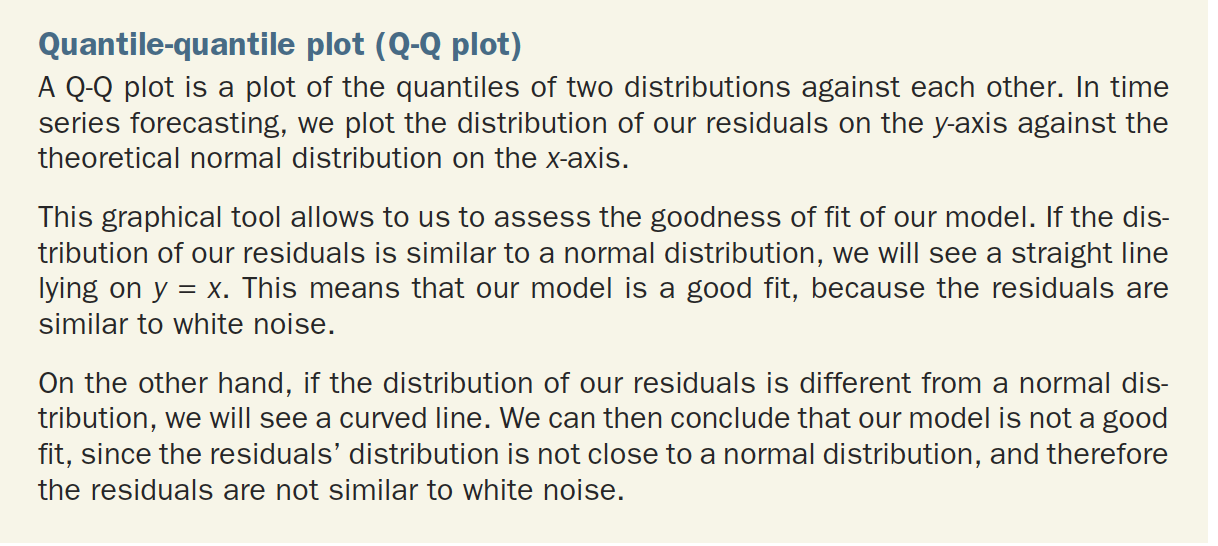 Quantile-quantile plot (Q-Q plot)
A Q-Q plot is a plot of the quantiles of two distributions against each other. In time
series forecasting, we plot the distribution of our residuals on the y-axis against the
theoretical normal distribution on the x-axis.
This graphical tool allows to us to assess the goodness of fit of our model. If the dis-
tribution of our residuals is similar to a normal distribution, we will see a straight line
lying on y = x. This means that our model is a good fit, because the residuals are
similar to white noise.
On the other hand, if the distribution of our residuals is different from a normal dis-
tribution, we will see a curved line. We can then conclude that our model is not a good
fit, since the residuals’ distribution is not close to a normal distribution, and therefore
the residuals are not similar to white noise.